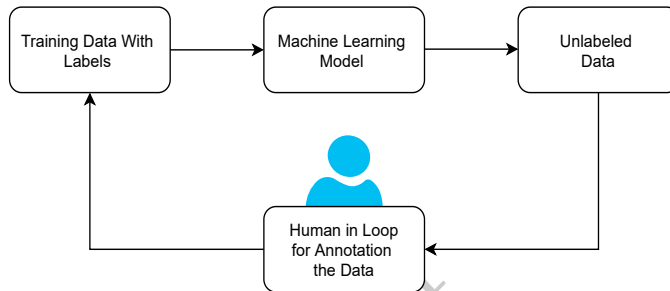 Training Data With
Labels
Machine Learning
Model
Unlabeled
Data
Human in Loop
for Annotation
the Data